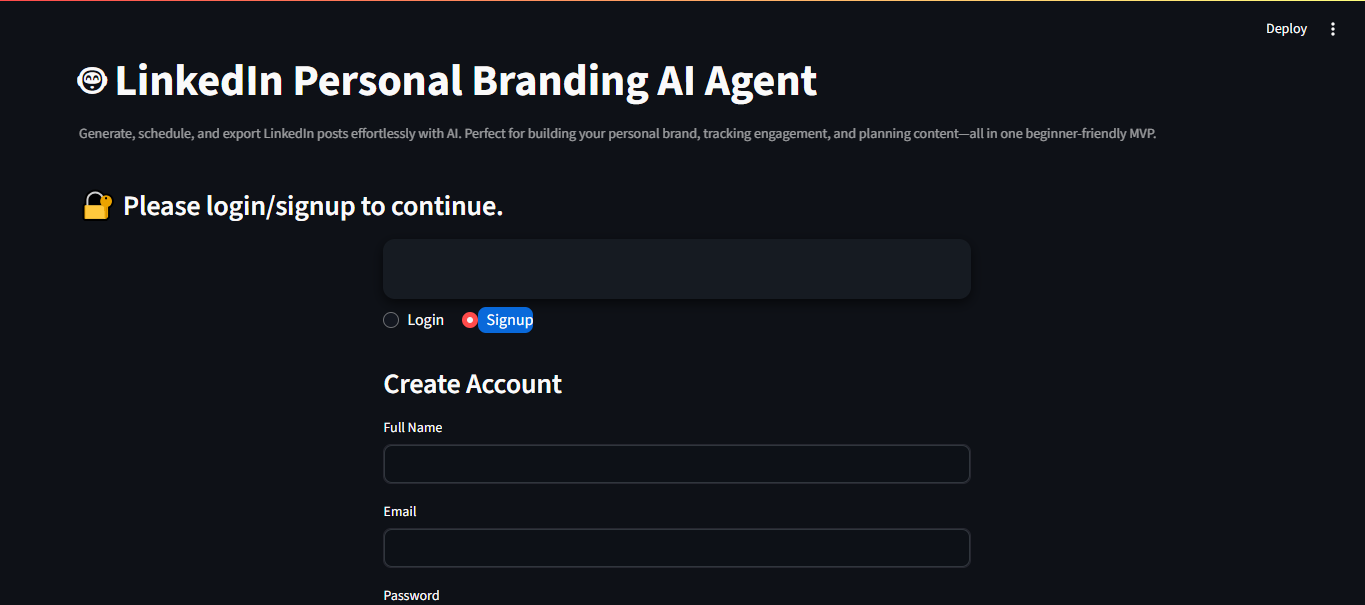 Deploy
LinkedIn Personal Branding AI Agent
Generate, schedule, and export LinkedIn posts effortlessly with AI. Perfect for building your personal brand, tracking engagement, and planning content—all in one beginner-friendly MVP.
Please login/signup to continue.
Login Signup
Create Account
Full Name
Email
Password